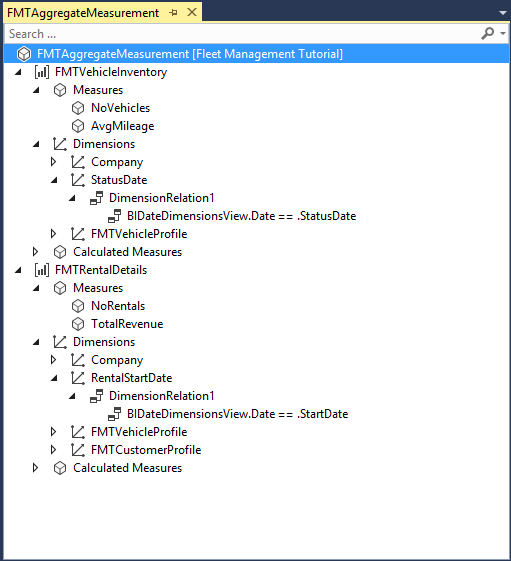 FMTAggregateMeasurement
Search ...
FMTAggregateMeasurement [Fleet Management Tutorial]
FMTVehicleInventory
Measures
NoVehicles
AvgMileage
Dimensions
Company
StatusDate
DimensionRelation1
BIDateDimensionsView.Date == .StatusDate
FMTVehicleProfile
Calculated Measures
FMTRentalDetails
Measures
NoRentals
TotalRevenue
Dimensions
Company
RentalStartDate
DimensionRelation1
BIDateDimensionsView.Date == .StartDate
FMTVehicleProfile
FMTCustomerProfile
Calculated Measures